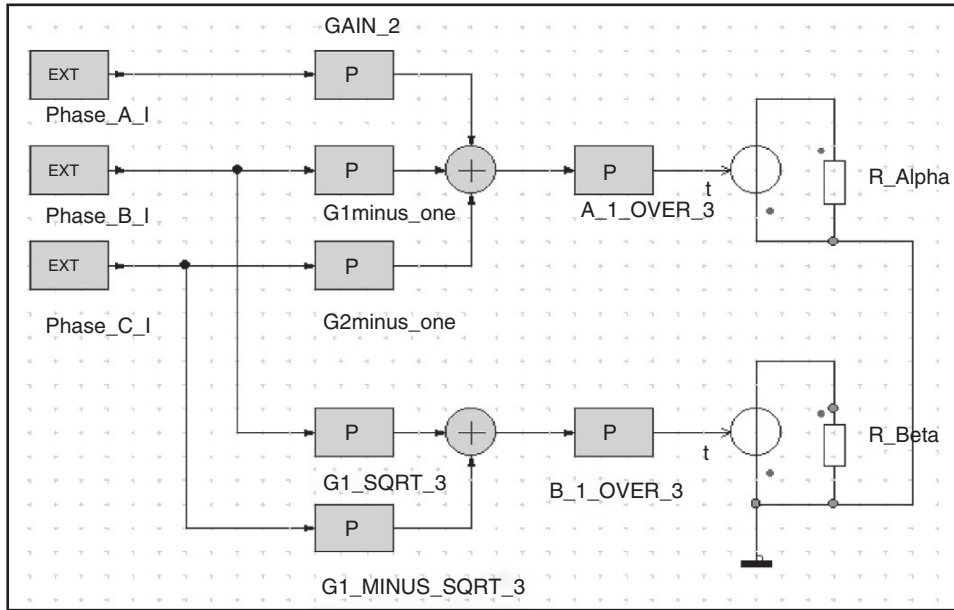 GAIN_2
EXT
P
Phase_A_I
EXT
P
P
t
R_Alpha
Phase_B_I
G1minus_one
A_1_OVER_3
EXT
P
Phase_C_I
G2minus_one
P
P
t
R_Beta
G1_SQRT_3
B_1_OVER_3
P
G1_MINUS_SQRT_3